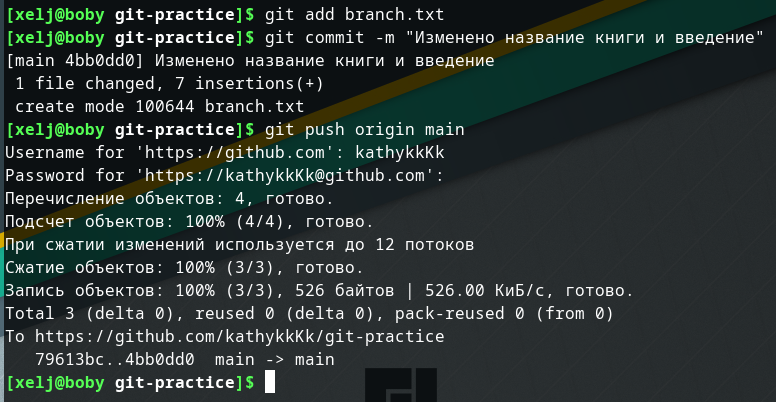 [xelj@boby git-practice]$ git add branch.txt
[xelj@boby git-practice]$ git commit -m "Изменено название книги и введение"
[main 4bb0dd0] Изменено название книги и введение
 1 file changed, 7 insertions(+)
 create mode 100644 branch.txt
[xelj@boby git-practice]$ git push origin main
Username for 'https://github.com': kathykkKk
Password for 'https://kathykkKk@github.com':
Перечисление объектов: 4, готово.
Подсчет объектов: 100% (4/4), готово.
При сжатии изменений используется до 12 потоков
Сжатие объектов: 100% (3/3), готово.
Запись объектов: 100% (3/3), 526 байтов | 526.00 КиБ/с, готово.
Total 3 (delta 0), reused 0 (delta 0), pack-reused 0 (from 0)
To https://github.com/kathykkKk/git-practice
   79613bc..4bb0dd0  main -> main
[xelj@boby git-practice]$